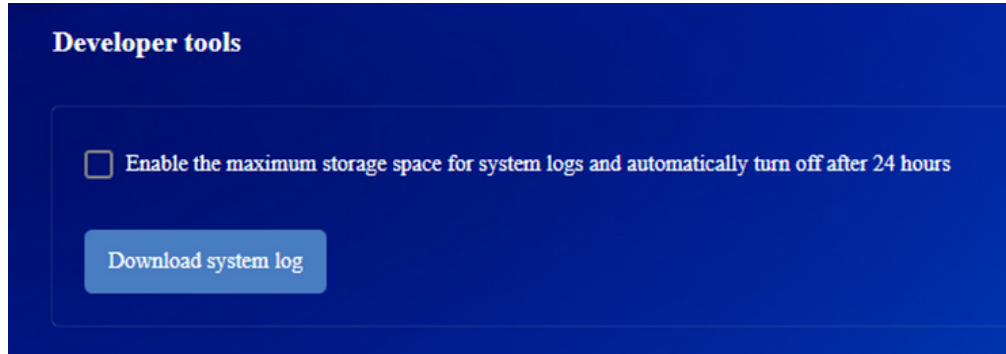 Developer tools
Enable the maximum storage space for system logs and automatically turn off after 24 hours
Download system log